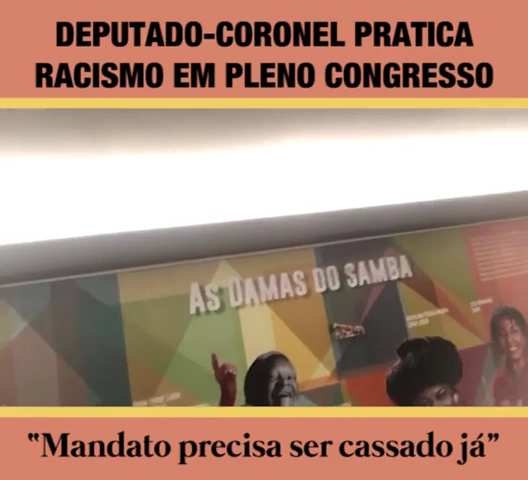 DEPUTADO-CORONEL PRATICA
RACISMO EM PLENO CONGRESSO
AS DAMAS DO SAMBA
"Mandato precisa ser cassado já"